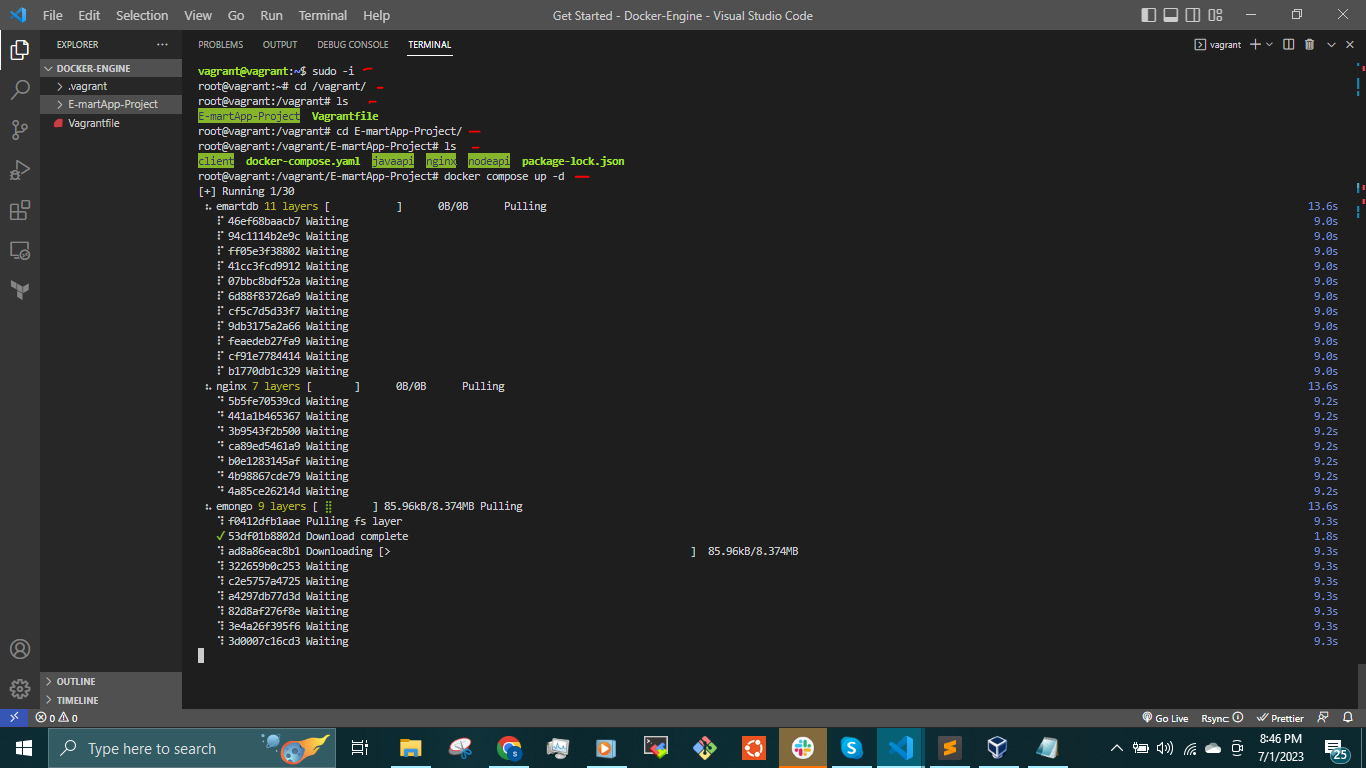 File Edit Selection View Go Run Terminal Help Get Started - Docker-Engine - Visual Studio Code
EXPLORER
DOCKER-ENGINE
.vagrant
E-martApp-Project
Vagrantfile
OUTLINE
TIMELINE
PROBLEMS OUTPUT DEBUG CONSOLE TERMINAL vagrant
vagrant@vagrant:~$ sudo -i
root@vagrant:~# cd /vagrant/
root@vagrant:/vagrant# ls
E-martApp-Project Vagrantfile
root@vagrant:/vagrant# cd E-martApp-Project/
root@vagrant:/vagrant/E-martApp-Project# ls
client docker-compose.yaml javaapi nginx nodeapi package-lock.json
root@vagrant:/vagrant/E-martApp-Project# docker compose up -d
[+] Running 1/30
emartdb 11 layers [ ] 0B/0B Pulling 13.6s
46ef68baacb7 Waiting 9.0s
94c1114b2e9c Waiting 9.0s
ff05e3f38802 Waiting 9.0s
41cc3fcd9912 Waiting 9.0s
07bbc8bdf52a Waiting 9.0s
6d88f83726a9 Waiting 9.0s
cf5c7d5d33f7 Waiting 9.0s
9db3175a2a66 Waiting 9.0s
feaedeb27fa9 Waiting 9.0s
cf91e7784414 Waiting 9.0s
b1770db1c329 Waiting 9.0s
nginx 7 layers [ ] 0B/0B Pulling 13.6s
5b5fe70539cd Waiting 9.2s
441a1b465367 Waiting 9.2s
3b9543f2b500 Waiting 9.2s
ca89ed5461a9 Waiting 9.2s
b0e1283145af Waiting 9.2s
4b98867cde79 Waiting 9.2s
4a85ce26214d Waiting 9.2s
emongo 9 layers [⣿ ] 85.96kB/8.374MB Pulling 13.6s
f0412dfb1aae Pulling fs layer 9.3s
✓ 53df01b8802d Download complete 1.8s
ad8a86eac8b1 Downloading [> ] 85.96kB/8.374MB 9.3s
322659b0c253 Waiting 9.3s
c2e5757a4725 Waiting 9.3s
a4297db77d3d Waiting 9.3s
82d8af276f8e Waiting 9.3s
3e4a26f395f6 Waiting 9.3s
3d0007c16cd3 Waiting 9.3s
0 0 Go Live Rsync: Prettier
Type here to search 8:46 PM
7/1/2023
25